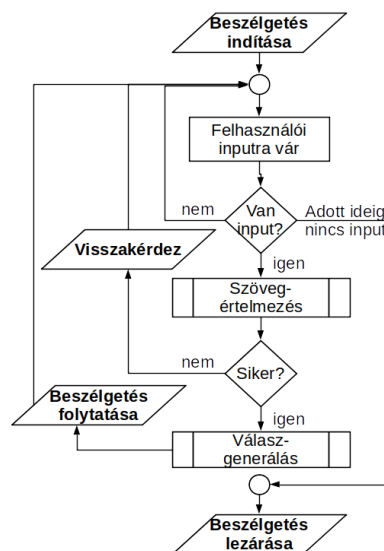 Beszélgetés
indítása
Felhasználói
inputra vár
nem
Van
input?
Adott ideig
nincs input
igen
Visszakérdez
Szöveg-
értelmezés
nem
Siker?
igen
Beszélgetés
folytatása
Válasz-
generálás
Beszélgetés
lezárása